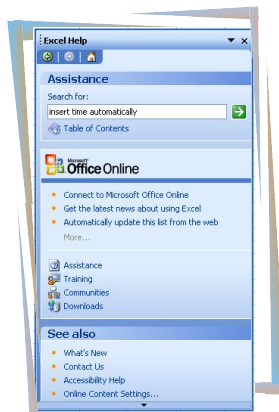 Excel Help
Assistance
Search for:
insert time automatically
Table of Contents
Microsoft
Office Online
Connect to Microsoft Office Online
Get the latest news about using Excel
Automatically update this list from the web
More...
Assistance
Training
Communities
Downloads
See also
What's New
Contact Us
Accessibility Help
Online Content Settings...